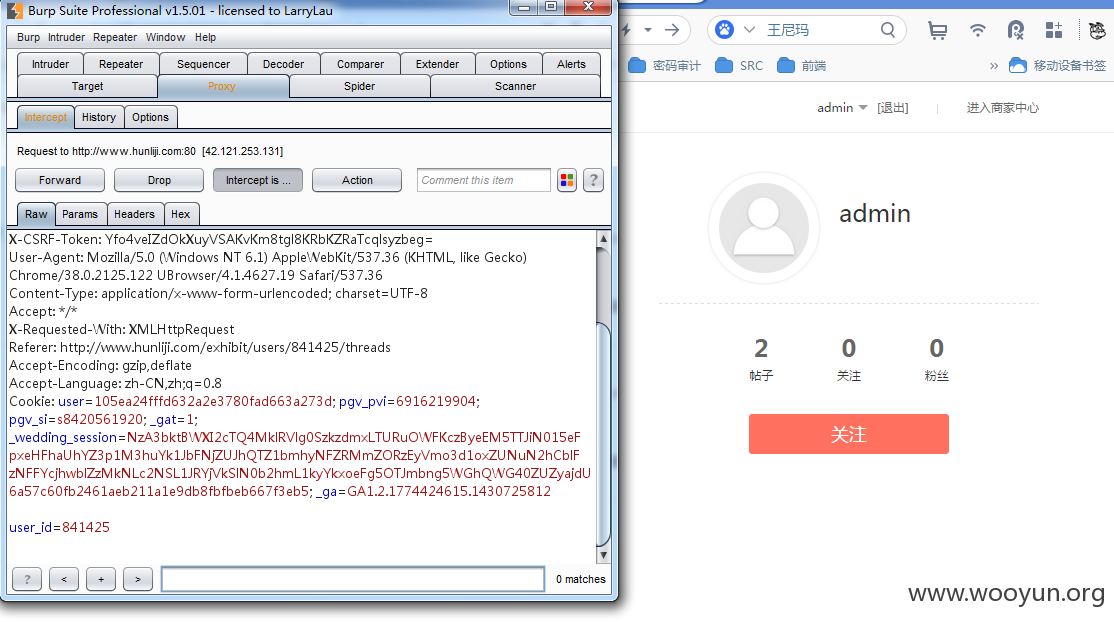 Burp Suite Professional v1.5.01 - licensed to LarryLau
Burp Intruder Repeater Window Help
Intruder Repeater Sequencer Decoder Comparer Extender Options Alerts
Target Proxy Spider Scanner
Intercept History Options
Request to http://www.hunliji.com:80 [42.121.253.131]
Forward Drop Intercept is ... Action Comment this item ?
Raw Params Headers Hex
X-CSRF-Token: Yfo4veIZdOkXuyVSAKvKm8tgI8KRbKZRaTcqlsyzbeg=
User-Agent: Mozilla/5.0 (Windows NT 6.1) AppleWebKit/537.36 (KHTML, like Gecko)
Chrome/38.0.2125.122 UBrowser/4.1.4627.19 Safari/537.36
Content-Type: application/x-www-form-urlencoded; charset=UTF-8
Accept: */*
X-Requested-With: XMLHttpRequest
Referer: http://www.hunliji.com/exhibit/users/841425/threads
Accept-Encoding: gzip,deflate
Accept-Language: zh-CN,zh;q=0.8
Cookie: user=105ea24fffd632a2e3780fad663a273d; pgv_pvi=6916219904;
pgv_si=s8420561920; _gat=1;
_wedding_session=NzA3bktBWXI2cTQ4MklRVlg0SzkzdmxLTURuOWFKczByeEM5TTJiN015eF
pxeHFhaUhYZ3p1M3huYk1JbFNjZUJhQTZ1bmhyNFZRMmZORzEyVmo3d1oxZUNuN2hCblF
zNFFYcjhwblZzMkNLc2NSL1JRYjVkSlN0b2hmL1kyYkxoeFg5OTJmbng5WGhQWG40ZUZyajdU
6a57c60fb2461aeb211a1e9db8fbfbeb667f3eb5; _ga=GA1.2.1774424615.1430725812
user_id=841425
? < + > 0 matches
王尼玛
密码审计 SRC 前端 » 移动设备书签
admin [退出] | 进入商家中心
admin
2 0 0
帖子 关注 粉丝
关注
www.wooyun.org